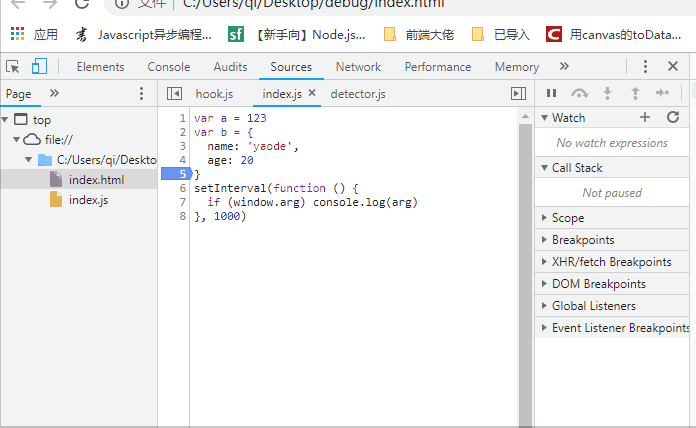 文件 C:/Users/qi/Desktop/debug/index.html
应用 Javascript异步编程... sf 【新手向】Node.js... 前端大佬 已导入 C 用canvas的toData...
Elements Console Audits Sources Network Performance Memory »
Page » hook.js index.js × detector.js
top
file://
C:/Users/qi/Deskto
index.html
index.js
1 var a = 123
2 var b = {
3 name: 'yaode',
4 age: 20
5 }
6 setInterval(function () {
7 if (window.arg) console.log(arg)
8 }, 1000)
Watch
No watch expressions
Call Stack
Not paused
Scope
Breakpoints
XHR/fetch Breakpoints
DOM Breakpoints
Global Listeners
Event Listener Breakpoints